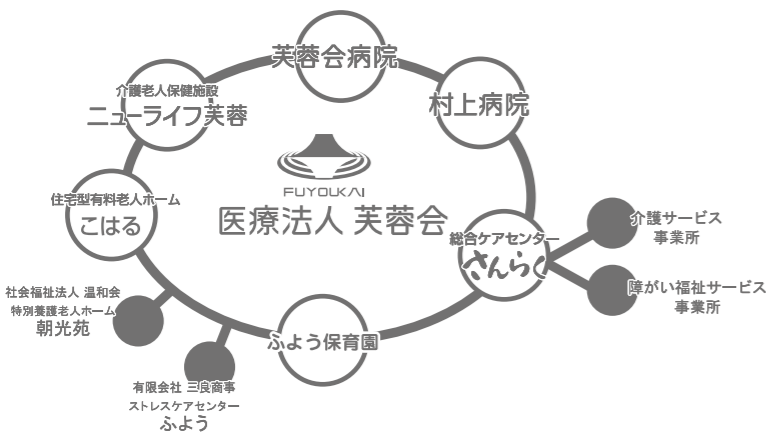 芙蓉会病院
介護老人保健施設
ニューライフ芙蓉
村上病院
FUYOUKAI
医療法人 芙蓉会
住宅型有料老人ホーム
こはる
総合ケアセンター
さんらく
介護サービス
事業所
障がい福祉サービス
事業所
社会福祉法人 温和会
特別養護老人ホーム
朝光苑
ふよう保育園
有限会社 三良商事
ストレスケアセンター
ふよう